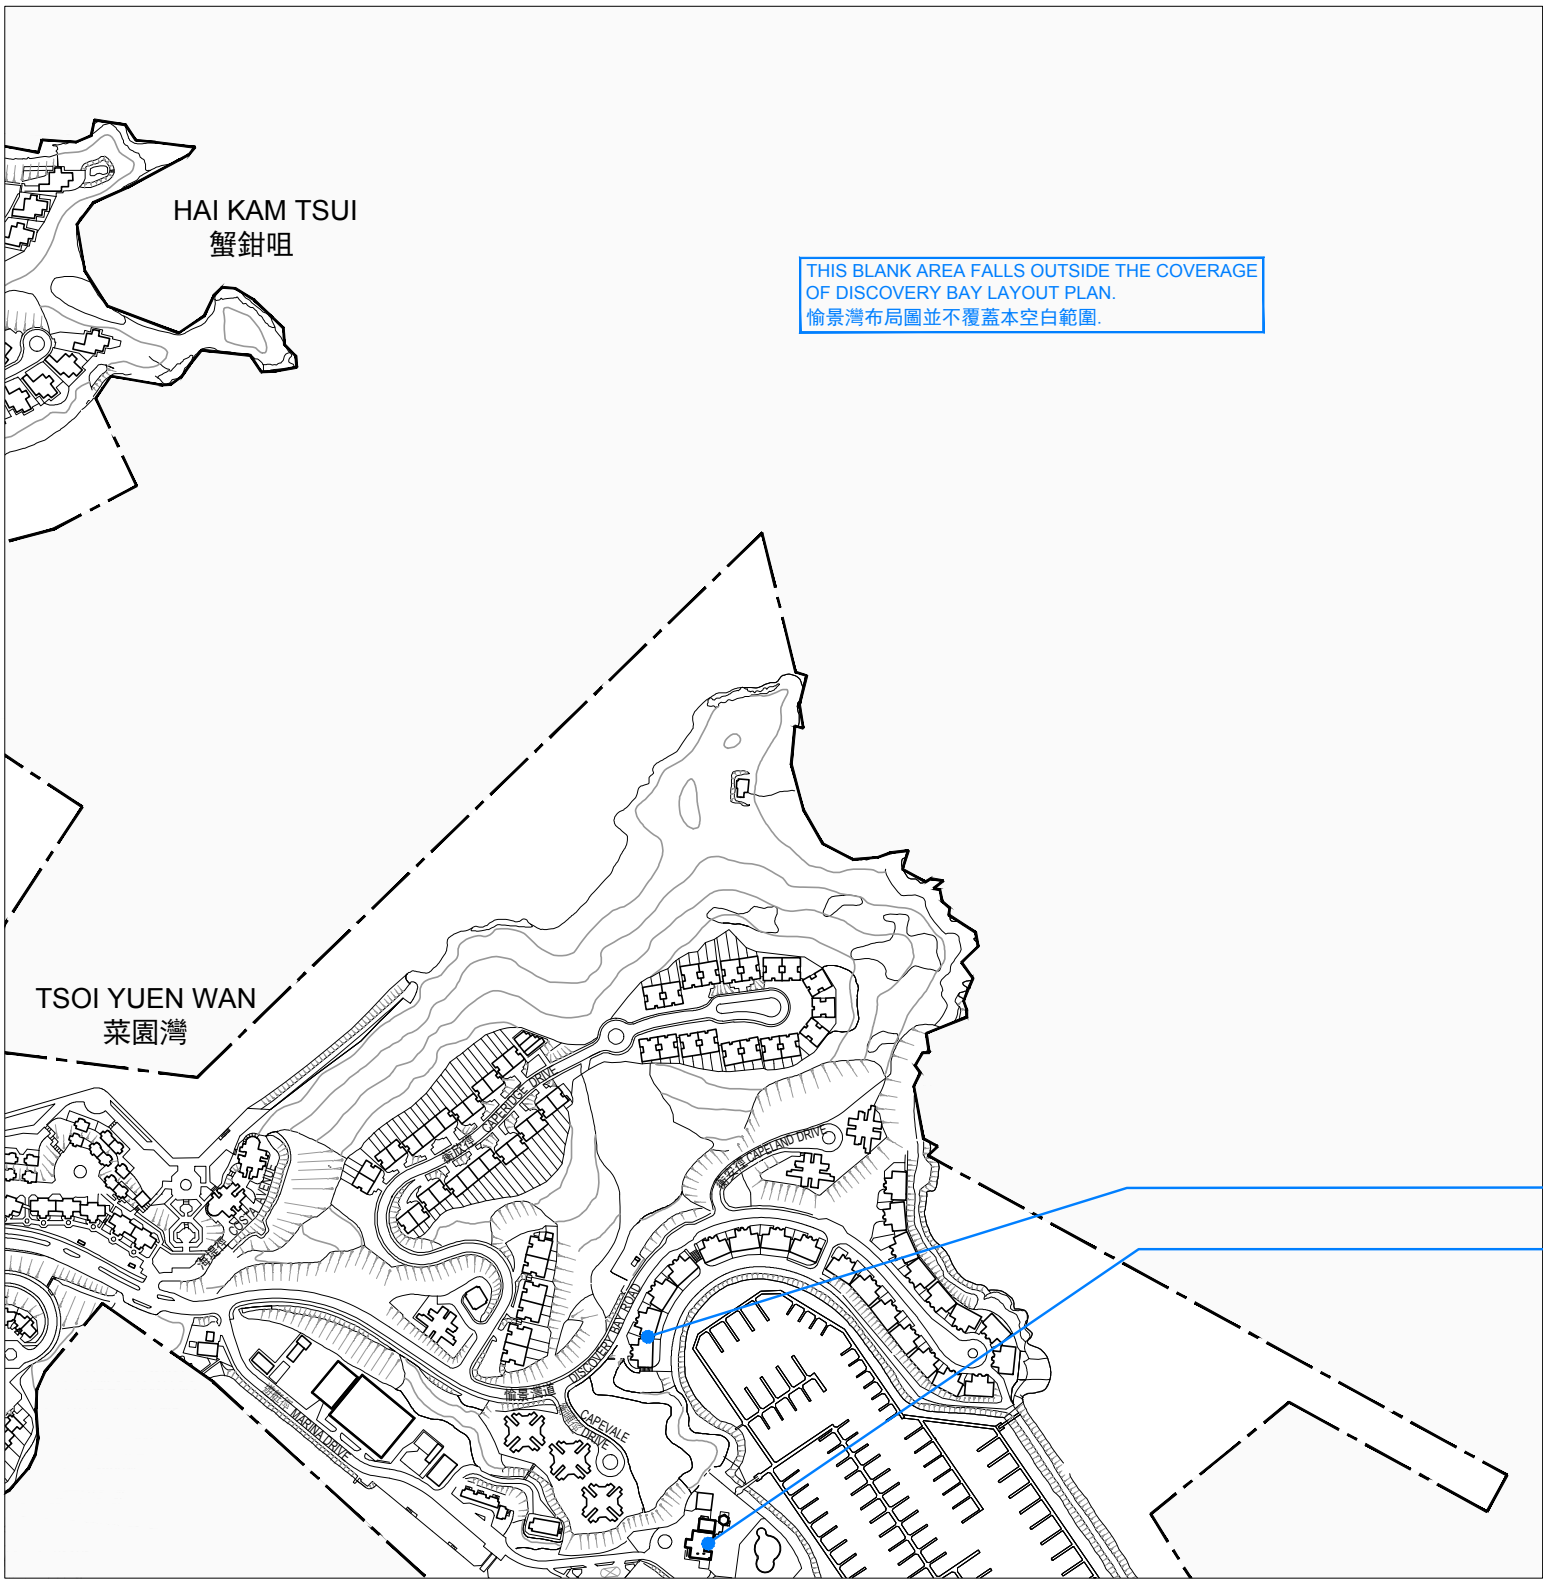 HAI KAM TSUI
蟹鉗咀
THIS BLANK AREA FALLS OUTSIDE THE COVERAGE
OF DISCOVERY BAY LAYOUT PLAN.
愉景灣布局圖並不覆蓋本空白範圍.
TSOI YUEN WAN
菜園灣
CAPERIDGE DRIVE
CAPELAND DRIVE
COSTA AVENUE
DISCOVERY BAY ROAD
愉景灣道
MARINA DRIVE
CAPEVALE
DRIVE